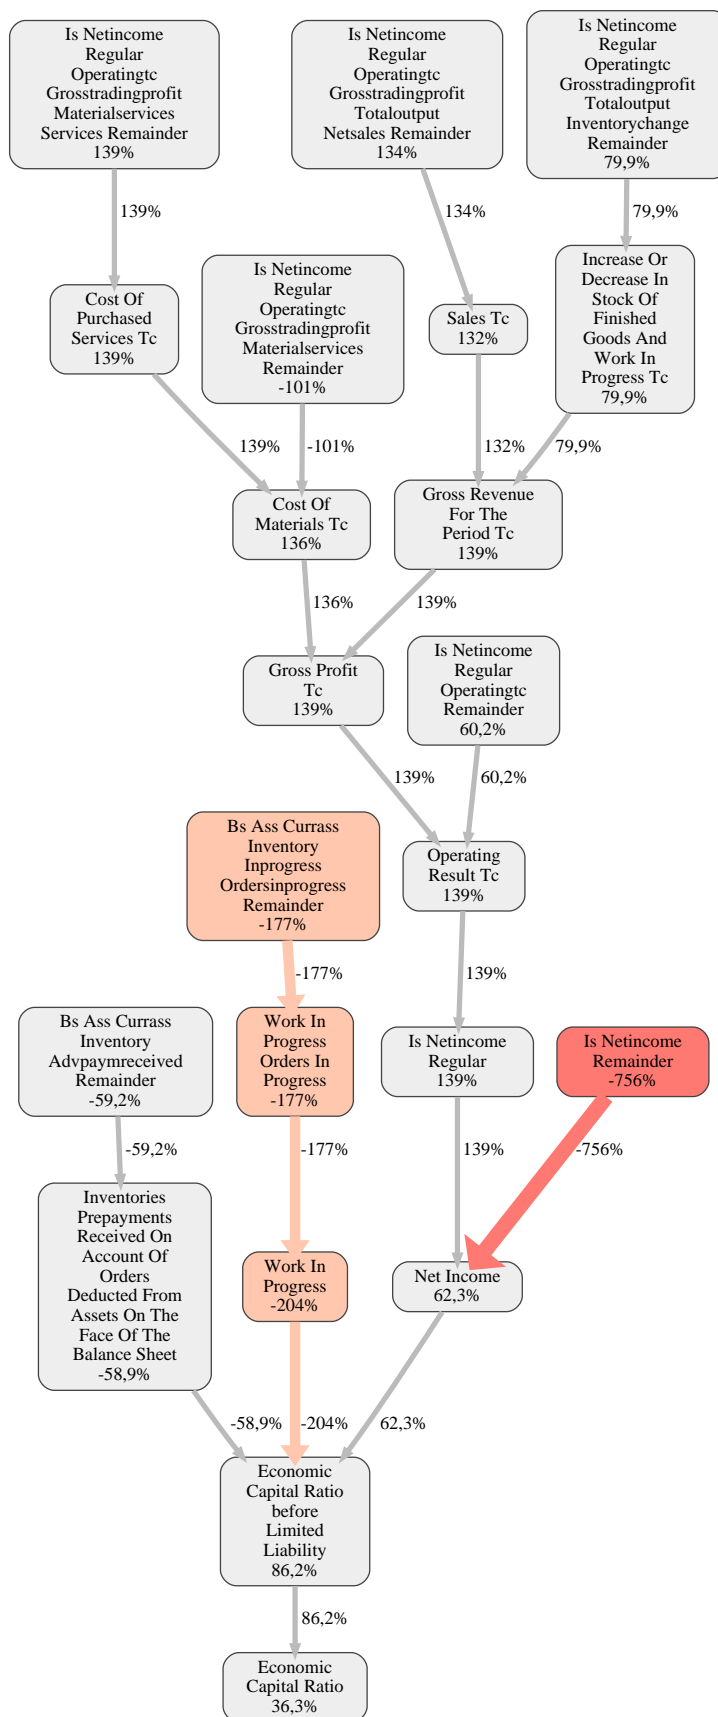 Is Netincome
Regular
Operatingtc
Grosstradingprofit
Materialservices
Services Remainder
139%
Is Netincome
Regular
Operatingtc
Grosstradingprofit
Totaloutput
Netsales Remainder
134%
Is Netincome
Regular
Operatingtc
Grosstradingprofit
Totaloutput
Inventorychange
Remainder
79,9%
139%
134%
79,9%
Cost Of
Purchased
Services Tc
139%
Is Netincome
Regular
Operatingtc
Grosstradingprofit
Materialservices
Remainder
-101%
Sales Tc
132%
Increase Or
Decrease In
Stock Of
Finished
Goods And
Work In
Progress Tc
79,9%
139%
-101%
132%
79,9%
Cost Of
Materials Tc
136%
Gross Revenue
For The
Period Tc
139%
136%
139%
Gross Profit
Tc
139%
Is Netincome
Regular
Operatingtc
Remainder
60,2%
139%
60,2%
Bs Ass Currass
Inventory
Inprogress
Ordersinprogress
Remainder
-177%
Operating
Result Tc
139%
-177%
139%
Bs Ass Currass
Inventory
Advpaymreceived
Remainder
-59,2%
Work In
Progress
Orders In
Progress
-177%
Is Netincome
Regular
139%
Is Netincome
Remainder
-756%
-59,2%
-177%
139%
-756%
Inventories
Prepayments
Received On
Account Of
Orders
Deducted From
Assets On The
Face Of The
Balance Sheet
-58,9%
Work In
Progress
-204%
Net Income
62,3%
-58,9%
-204%
62,3%
Economic
Capital Ratio
before
Limited
Liability
86,2%
86,2%
Economic
Capital Ratio
36,3%